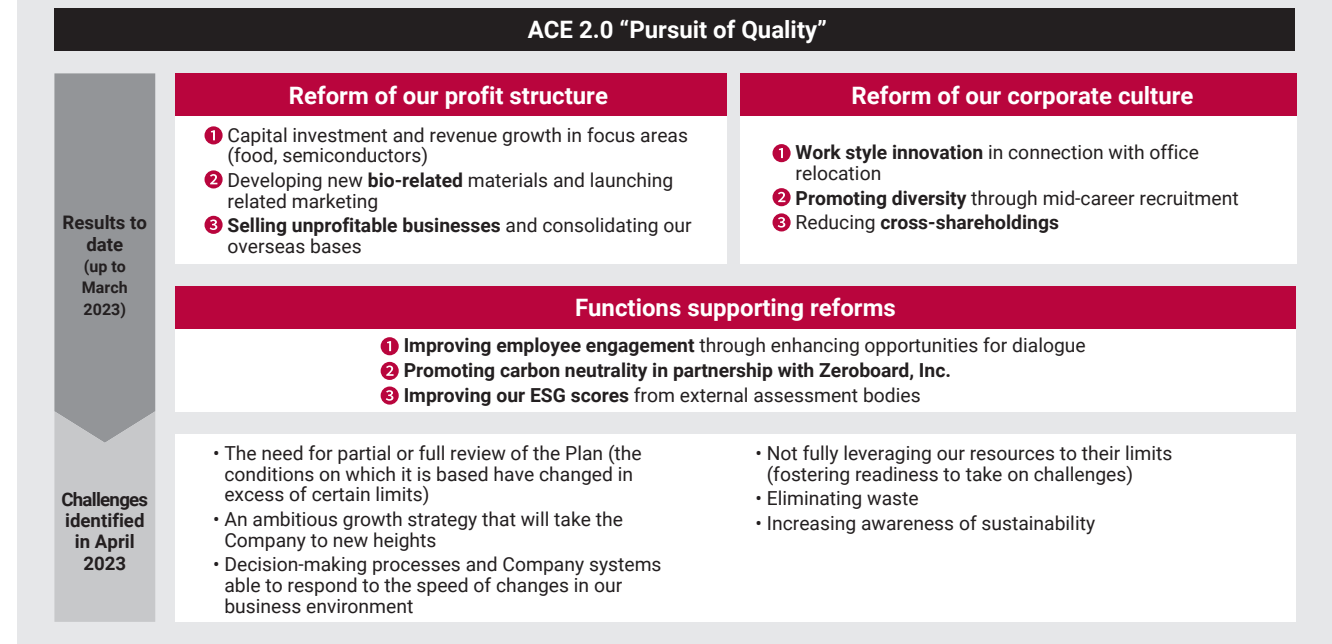 ACE 2.0 “Pursuit of Quality”
Results to
date
(up to
March
2023)
Reform of our profit structure
1 Capital investment and revenue growth in focus areas
(food, semiconductors)
2 Developing new bio-related materials and launching
related marketing
3 Selling unprofitable businesses and consolidating our
overseas bases
Reform of our corporate culture
1 Work style innovation in connection with office
relocation
2 Promoting diversity through mid-career recruitment
3 Reducing cross-shareholdings
Functions supporting reforms
1 Improving employee engagement through enhancing opportunities for dialogue
2 Promoting carbon neutrality in partnership with Zeroboard, Inc.
3 Improving our ESG scores from external assessment bodies
Challenges
identified
in April
2023
• The need for partial or full review of the Plan (the
conditions on which it is based have changed in
excess of certain limits)
• An ambitious growth strategy that will take the
Company to new heights
• Decision-making processes and Company systems
able to respond to the speed of changes in our
business environment
• Not fully leveraging our resources to their limits
(fostering readiness to take on challenges)
• Eliminating waste
• Increasing awareness of sustainability